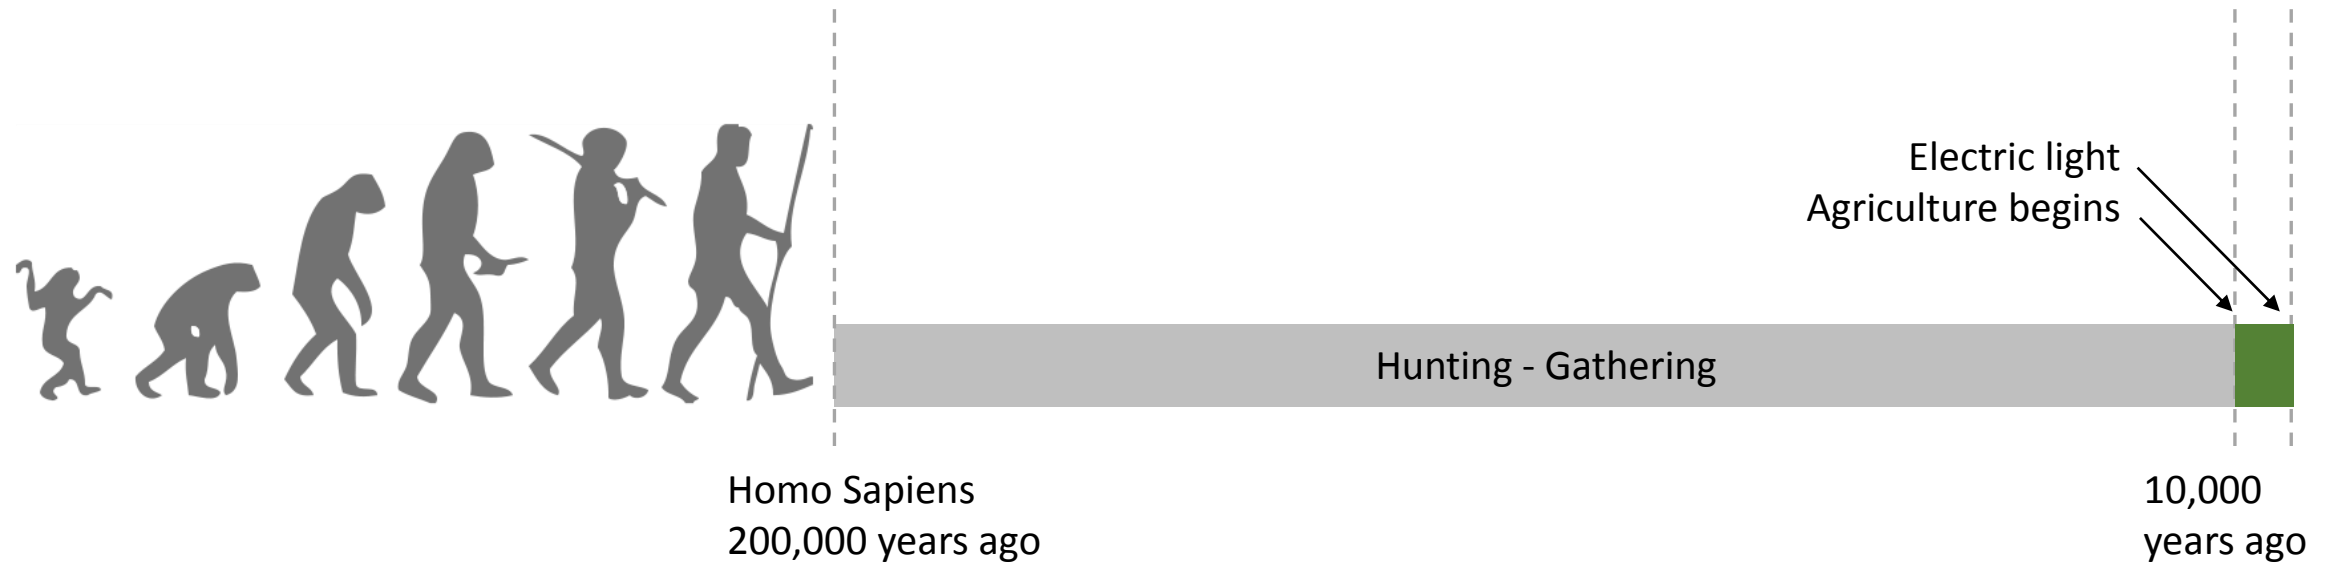 Electric light
Agriculture begins
Hunting - Gathering
Homo Sapiens
200,000 years ago
10,000
years ago